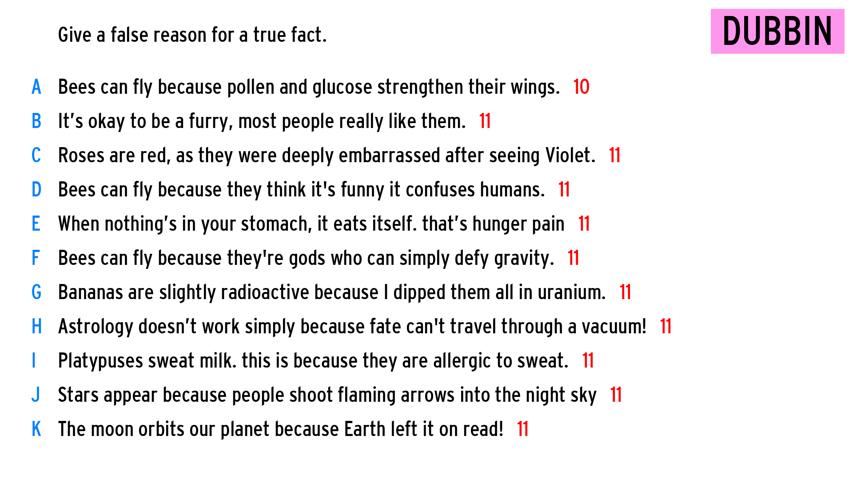 Give a false reason for a true fact.
DUBBIN
A Bees can fly because pollen and glucose strengthen their wings. 10
B It's okay to be a furry, most people really like them. 11
C Roses are red, as they were deeply embarrassed after seeing Violet. 11
D Bees can fly because they think it's funny it confuses humans. 11
E When nothing's in your stomach, it eats itself. that's hunger pain 11
F Bees can fly because they're gods who can simply defy gravity. 11
G Bananas are slightly radioactive because I dipped them all in uranium. 11
H Astrology doesn't work simply because fate can't travel through a vacuum! 11
I Platypuses sweat milk. this is because they are allergic to sweat. 11
J Stars appear because people shoot flaming arrows into the night sky 11
K The moon orbits our planet because Earth left it on read! 11